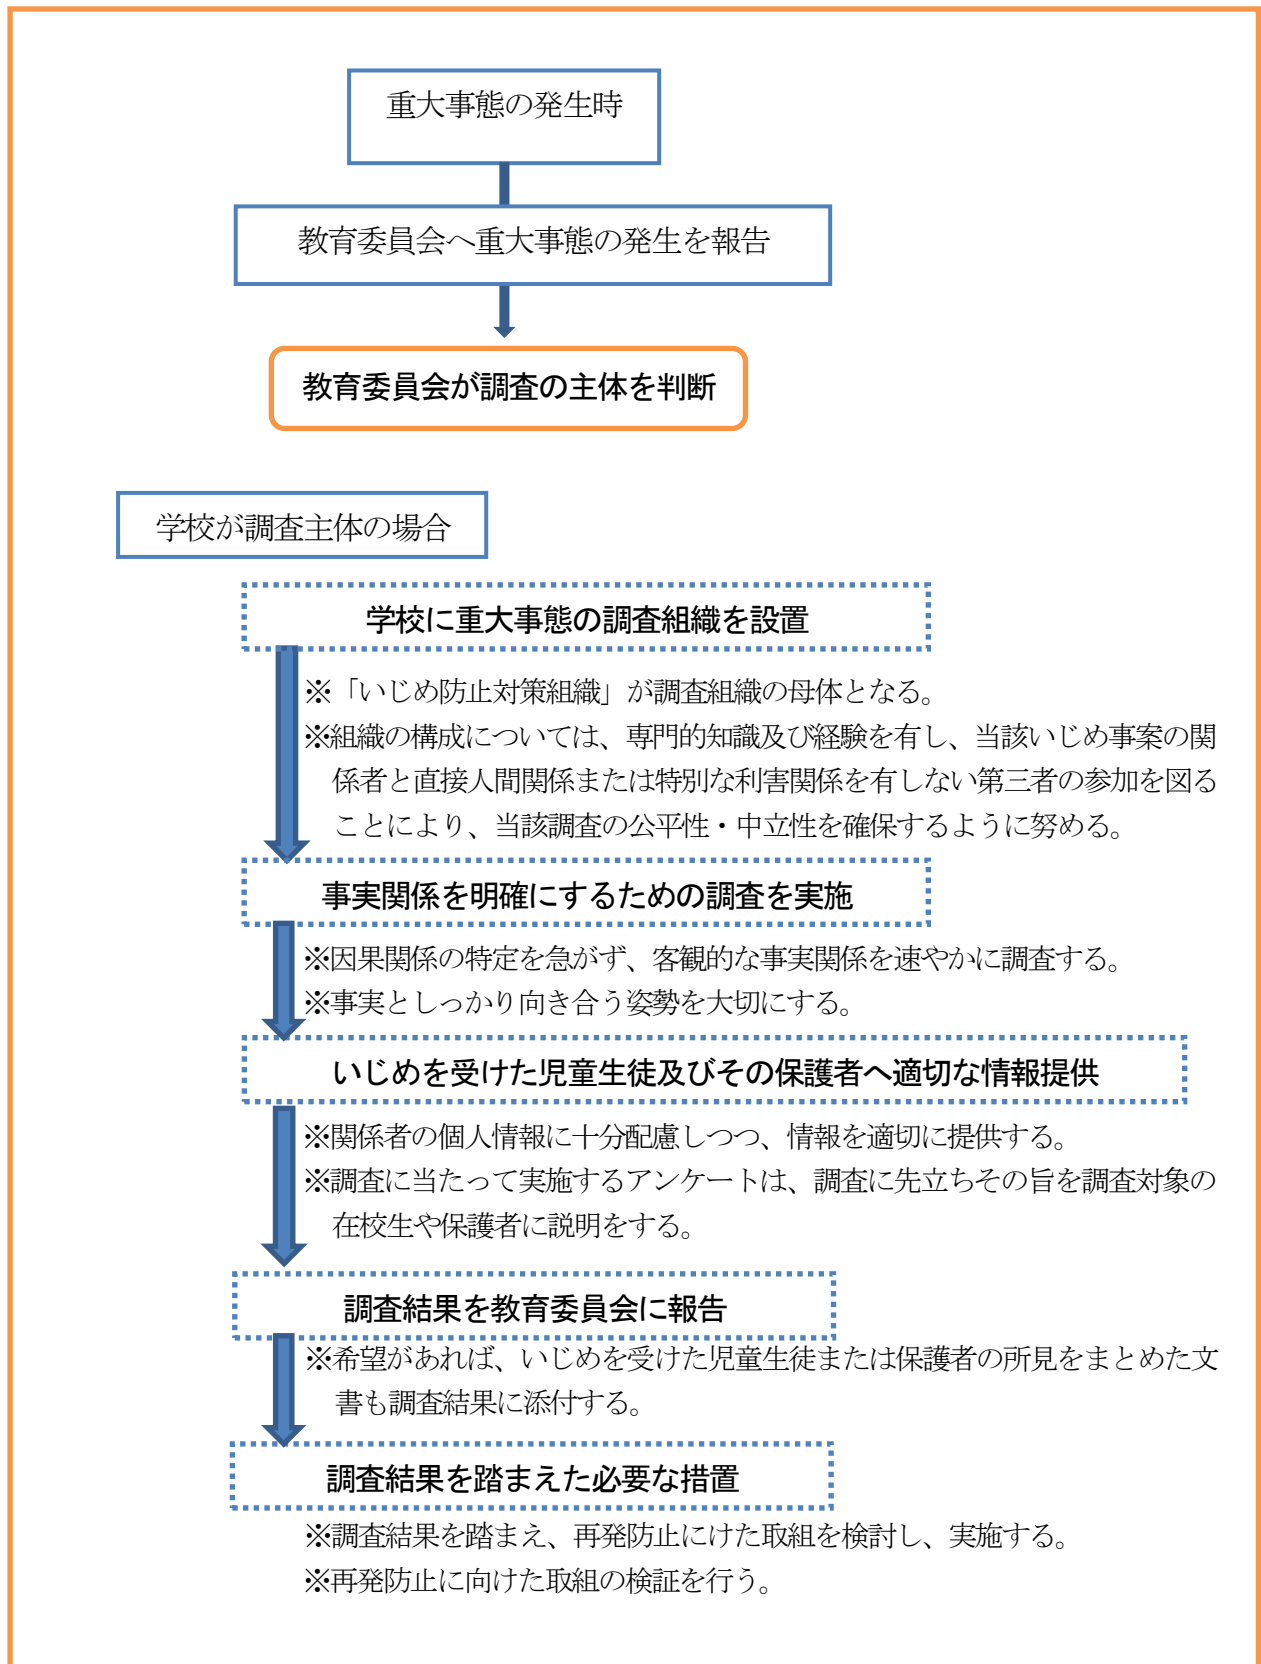 重大事態の発生時
教育委員会へ重大事態の発生を報告
教育委員会が調査の主体を判断
学校が調査主体の場合
学校に重大事態の調査組織を設置
※「いじめ防止対策組織」が調査組織の母体となる。
※組織の構成については、専門的知識及び経験を有し、当該いじめ事案の関
係者と直接人間関係または特別な利害関係を有しない第三者の参加を図る
ことにより、当該調査の公平性・中立性を確保するように努める。
事実関係を明確にするための調査を実施
※因果関係の特定を急がず、客観的な事実関係を速やかに調査する。
※事実としっかり向き合う姿勢を大切にする。
いじめを受けた児童生徒及びその保護者へ適切な情報提供
※関係者の個人情報に十分配慮しつつ、情報を適切に提供する。
※調査に当たって実施するアンケートは、調査に先立ちその旨を調査対象の
在校生や保護者に説明をする。
調査結果を教育委員会に報告
※希望があれば、いじめを受けた児童生徒または保護者の所見をまとめた文
書も調査結果に添付する。
調査結果を踏まえた必要な措置
※調査結果を踏まえ、再発防止にけた取組を検討し、実施する。
※再発防止に向けた取組の検証を行う。